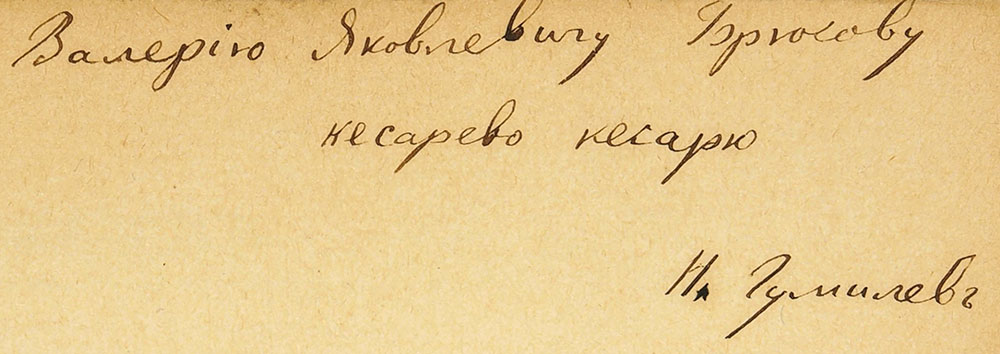 Валерію Яковлевичу Брюсову
кесарево кесарю
Н. Гумилевъ